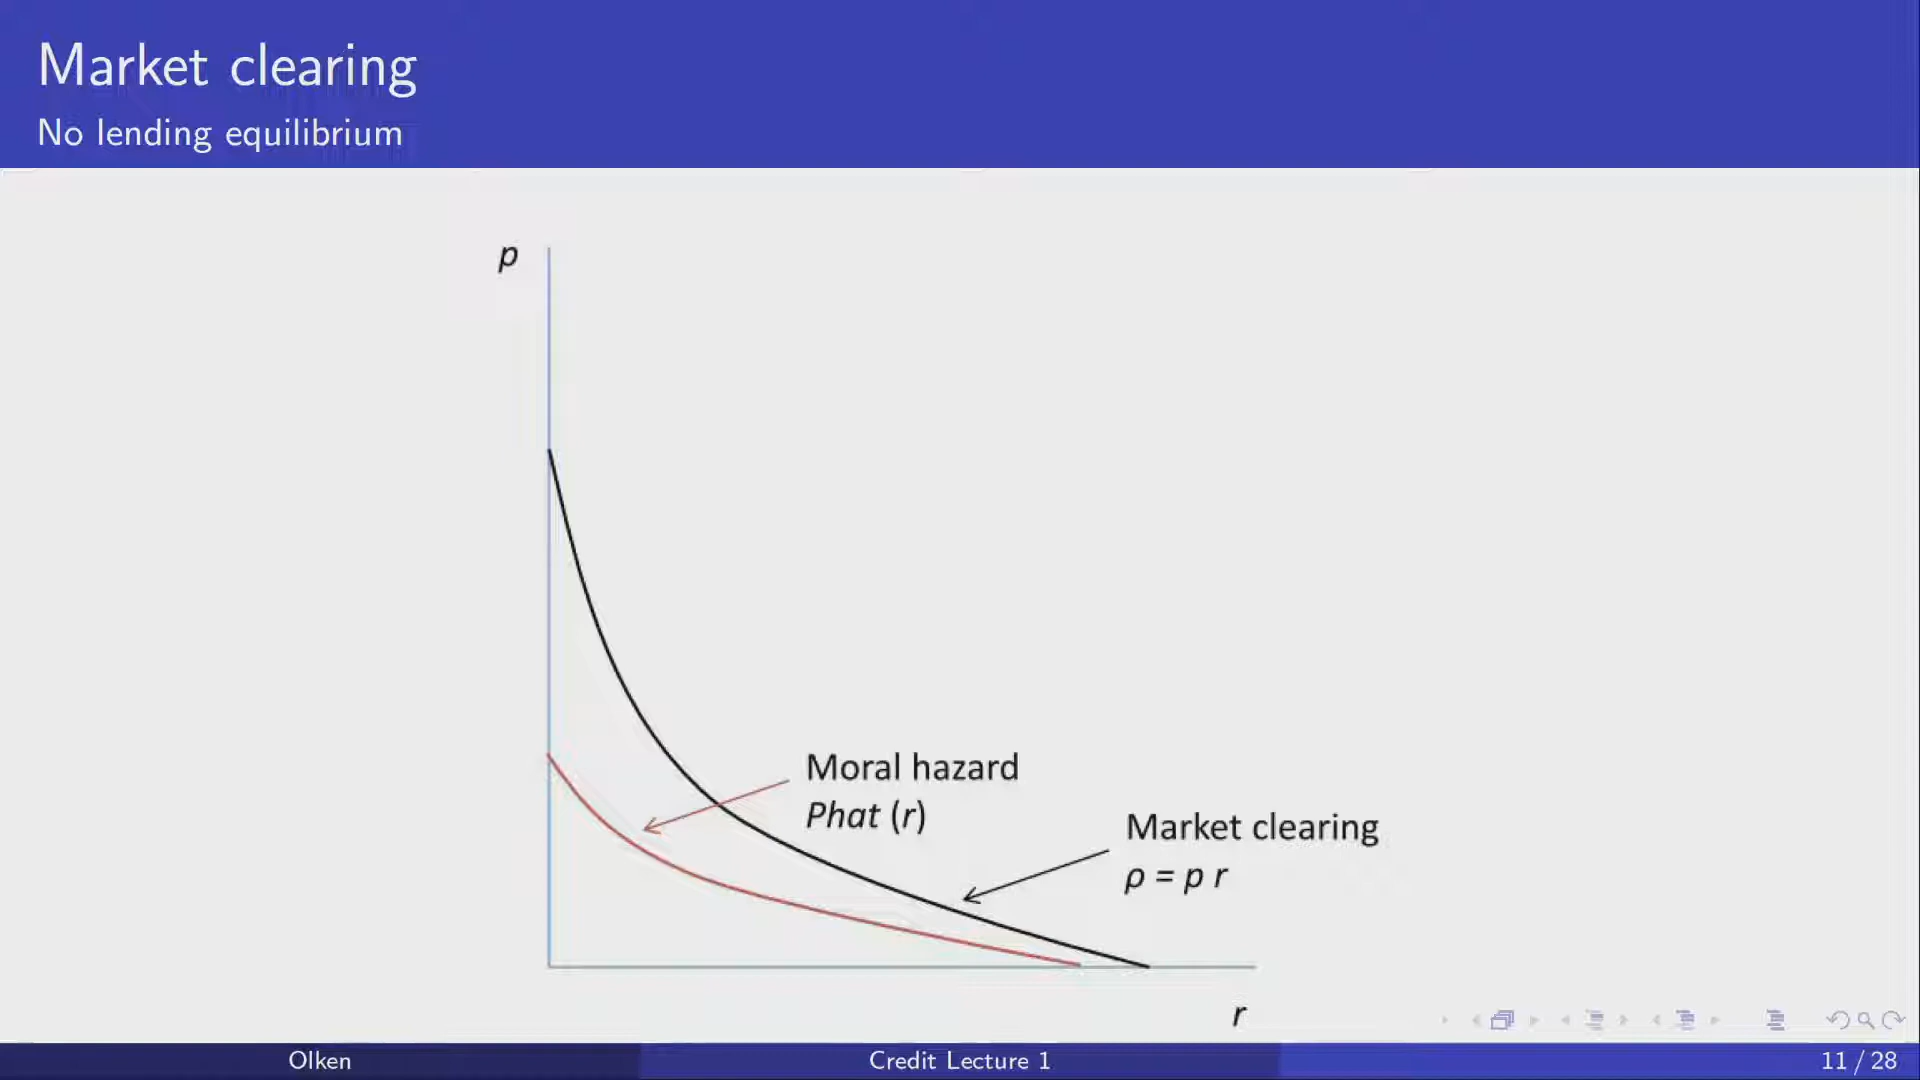 Market clearing
No lending equilibrium
p
Moral hazard
Phat (r)
Market clearing
ρ = p r
r
Olken
Credit Lecture 1
11 / 28